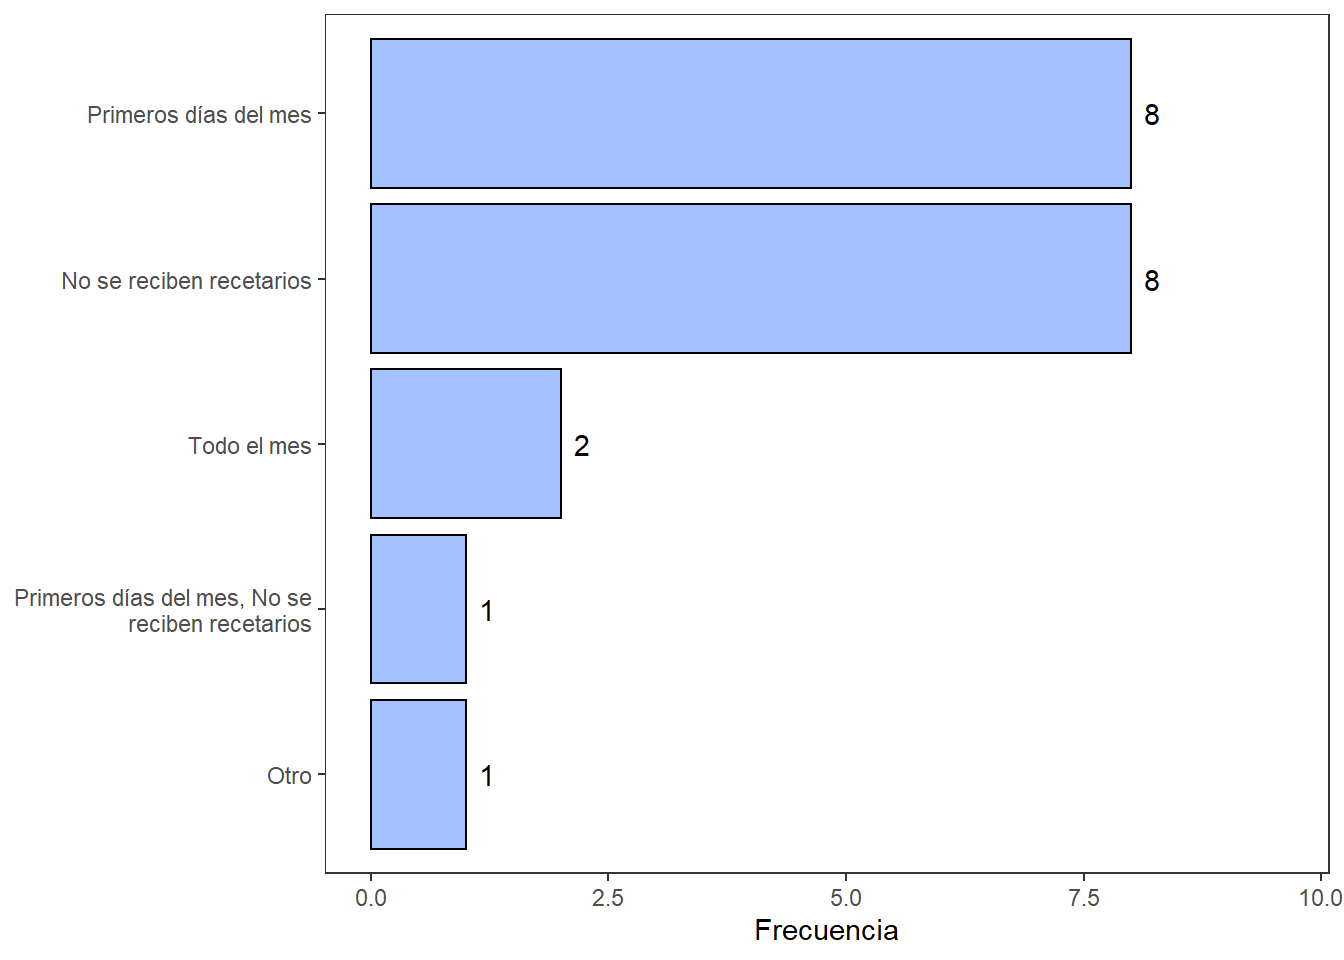 Primeros días del mes
8
No se reciben recetarios
8
Todo el mes
2
Primeros días del mes, No se
reciben recetarios
1
Otro
1
0.0
2.5
5.0
7.5
10.0
Frecuencia